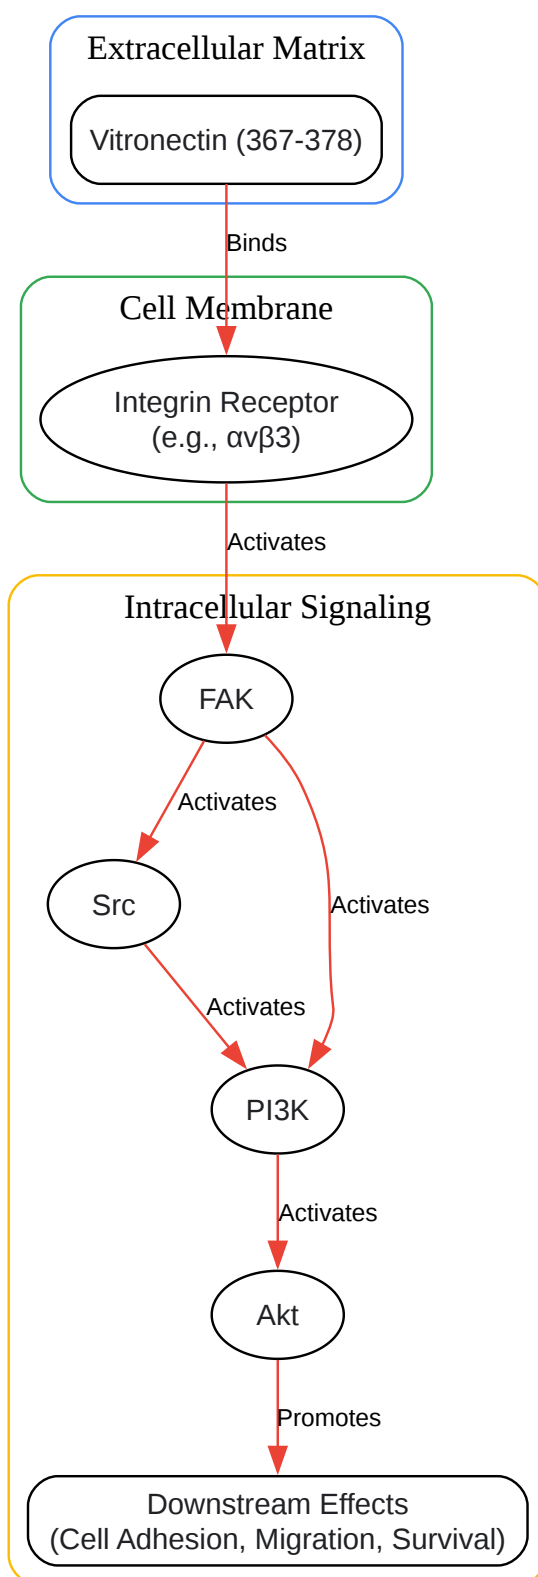 Extracellular Matrix
Vitronectin (367-378)
Binds
Cell Membrane
Integrin Receptor
(e.g., αvβ3)
Activates
Intracellular Signaling
FAK
Activates
Src
Activates
Activates
PI3K
Activates
Akt
Promotes
Downstream Effects
(Cell Adhesion, Migration, Survival)